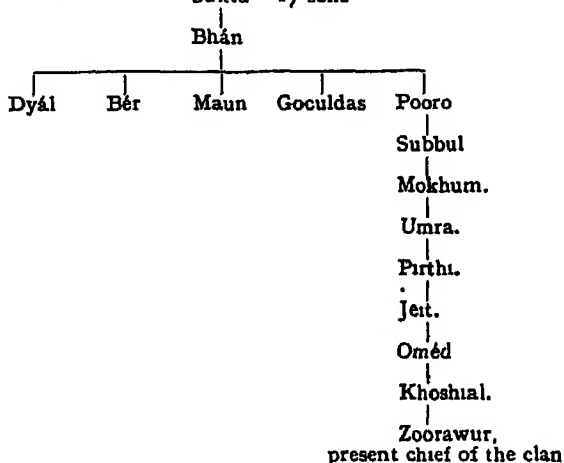 Bhán
Dyál Bér Maun Goculdas Pooro
Subbul
Mokhum.
Umra.
Pirthi.
Jeit.
Oméd
Khoshial.
Zoorawur,
present chief of the clan